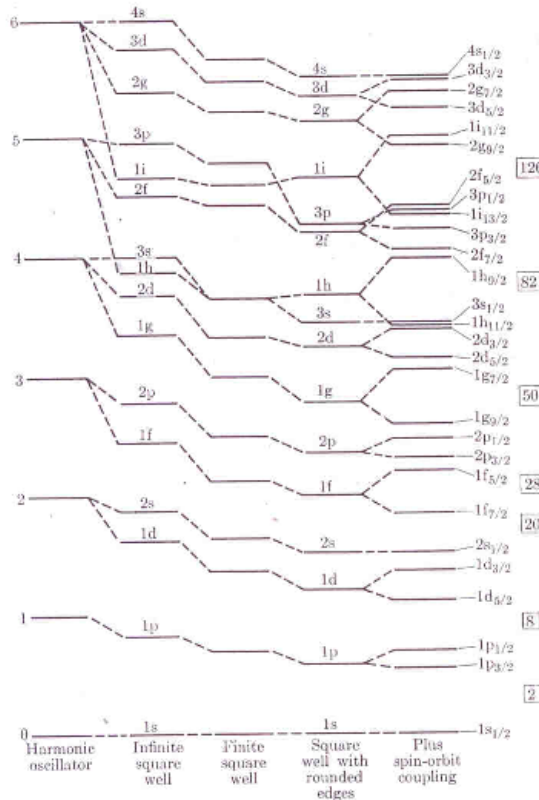 6
4s
3d
2g
4s
3d
2g
4s1/2
3d3/2
2g7/2
3d5/2
1i11/2
2g9/2
5
3p
1i
2f
1i
3p
2f
126
2f5/2
3p1/2
1i13/2
3p3/2
2f7/2
1h9/2
4
3s
1h
2d
1g
1h
3s
2d
1g
82
3s1/2
1h11/2
2d3/2
2d5/2
1g7/2
50
1g9/2
3
2p
1f
2p
1f
2p1/2
2p3/2
1f5/2
28
1f7/2
2
2s
1d
2s
1d
20
2s1/2
1d3/2
1d5/2
1
1p
1p
8
1p1/2
1p3/2
2
0
1s
1s
1s1/2
Harmonic
oscillator
Infinite
square
well
Finite
square
well
Square
well with
rounded
edges
Plus
spin-orbit
coupling